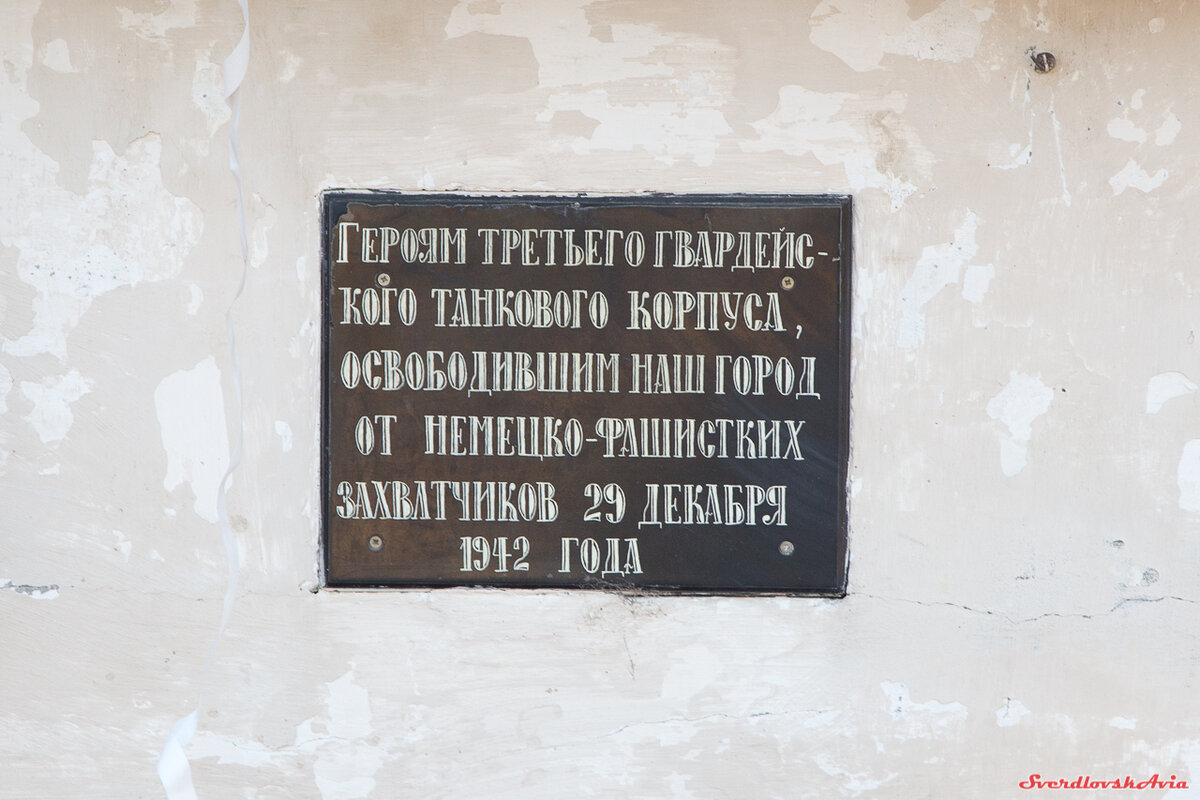 Героям третьего гвардейс-
кого танкового корпуса,
освободившим наш город
от немецко-фашистких
захватчиков 29 декабря
1942 года
SverdlovskAvia